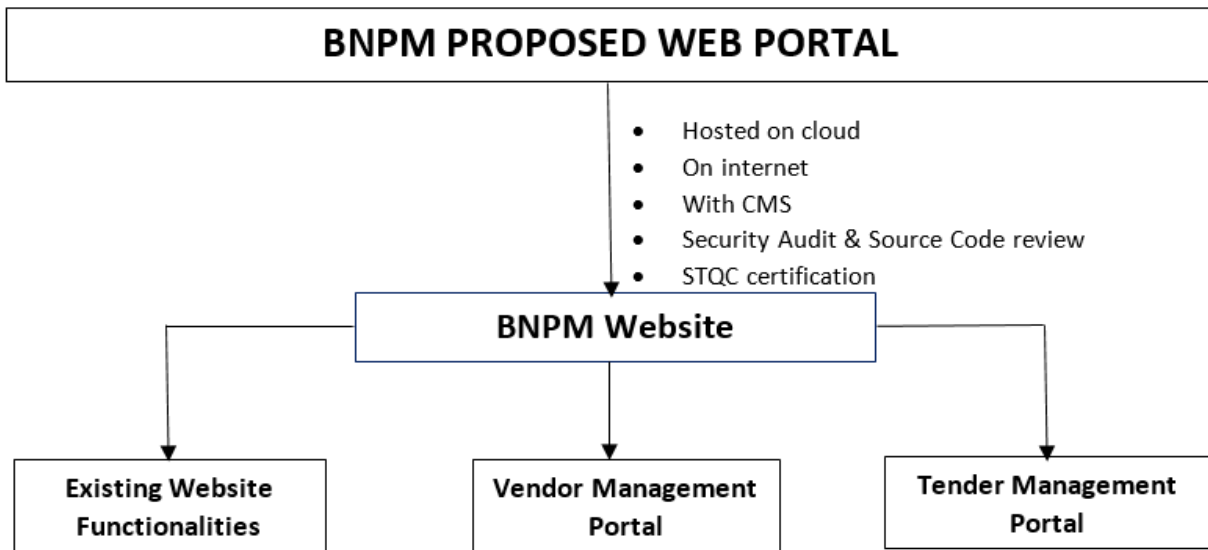 BNPM PROPOSED WEB PORTAL
• Hosted on cloud
• On internet
• With CMS
• Security Audit & Source Code review
• STQC certification
BNPM Website
Existing Website
Functionalities
Vendor Management
Portal
Tender Management
Portal